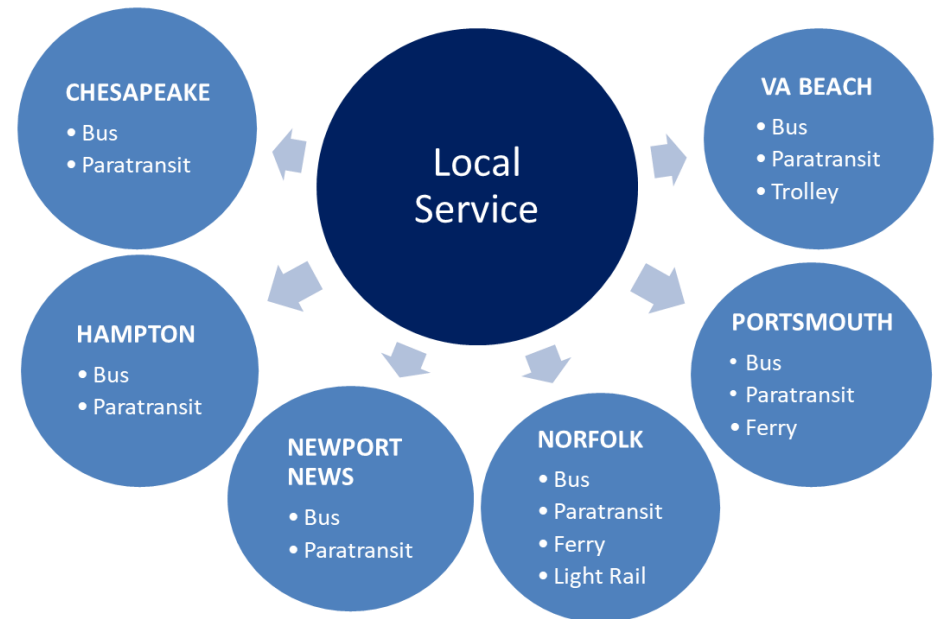 Local
Service
CHESAPEAKE
• Bus
• Paratransit
HAMPTON
• Bus
• Paratransit
NEWPORT
NEWS
• Bus
• Paratransit
NORFOLK
• Bus
• Paratransit
• Ferry
• Light Rail
PORTSMOUTH
• Bus
• Paratransit
• Ferry
VA BEACH
• Bus
• Paratransit
• Trolley